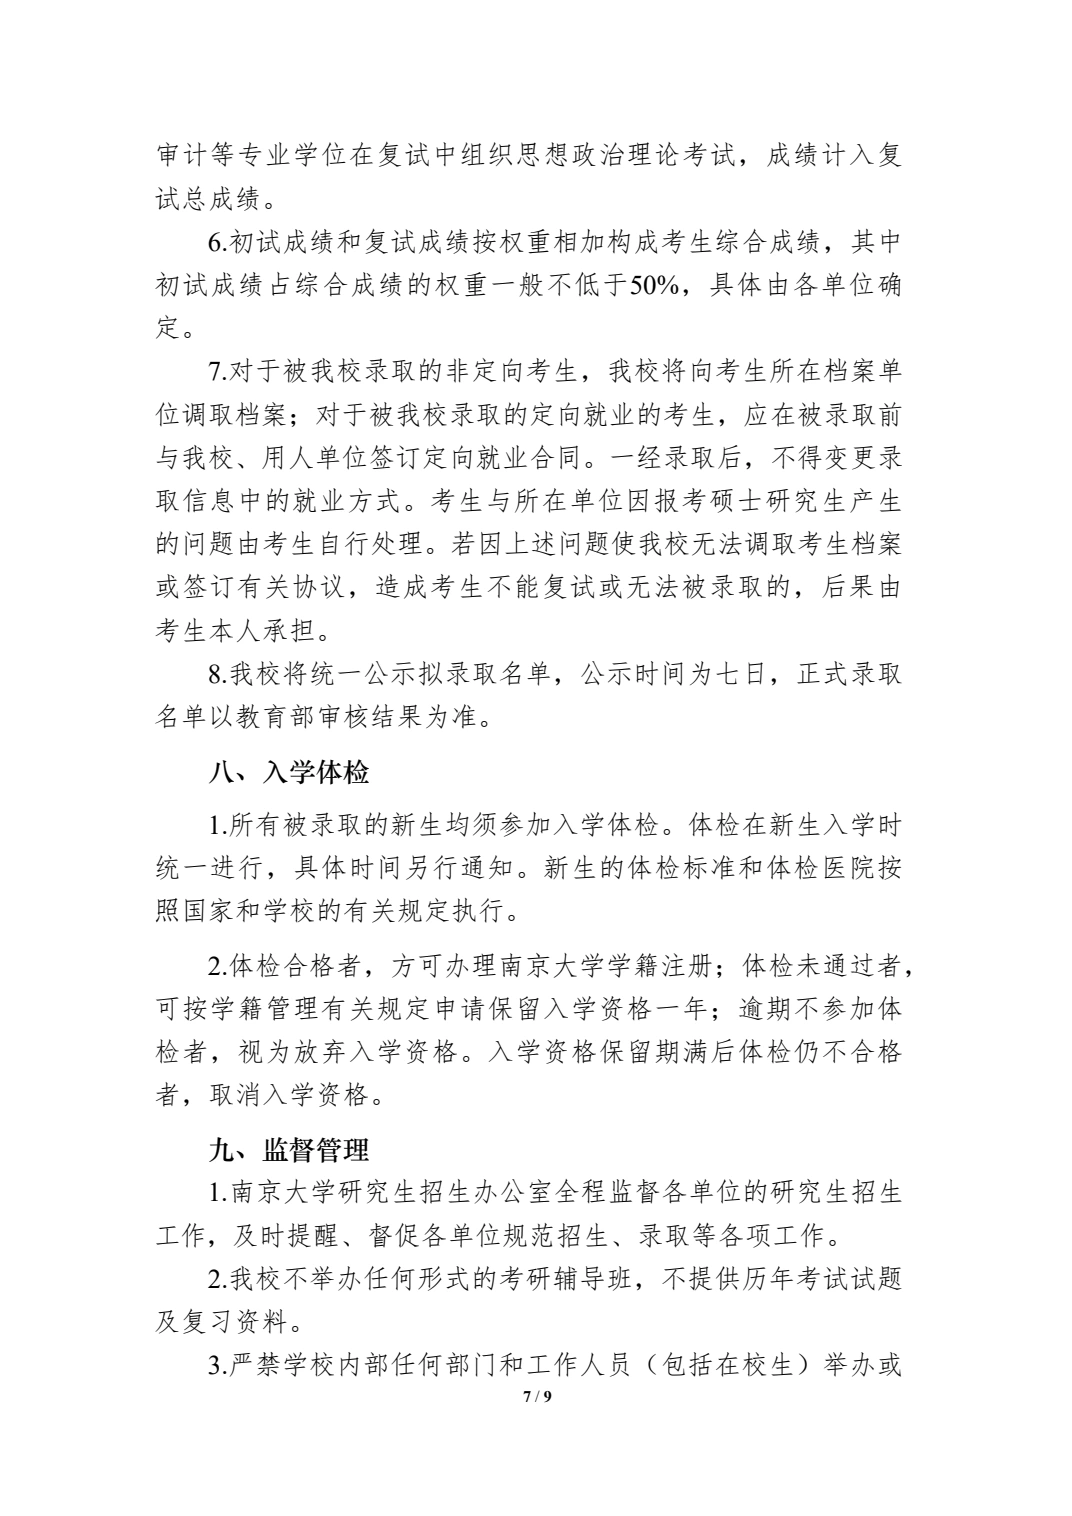 审计等专业学位在复试中组织思想政治理论考试，成绩计入复
试总成绩。
6.初试成绩和复试成绩按权重相加构成考生综合成绩，其中
初试成绩占综合成绩的权重一般不低于50%，具体由各单位确
定。
7.对于被我校录取的非定向考生，我校将向考生所在档案单
位调取档案；对于被我校录取的定向就业的考生，应在被录取前
与我校、用人单位签订定向就业合同。一经录取后，不得变更录
取信息中的就业方式。考生与所在单位因报考硕士研究生产生
的问题由考生自行处理。若因上述问题使我校无法调取考生档案
或签订有关协议，造成考生不能复试或无法被录取的，后果由
考生本人承担。
8.我校将统一公示拟录取名单，公示时间为七日，正式录取
名单以教育部审核结果为准。
八、入学体检
1.所有被录取的新生均须参加入学体检。体检在新生入学时
统一进行，具体时间另行通知。新生的体检标准和体检医院按
照国家和学校的有关规定执行。
2.体检合格者，方可办理南京大学学籍注册；体检未通过者，
可按学籍管理有关规定申请保留入学资格一年；逾期不参加体
检者，视为放弃入学资格。入学资格保留期满后体检仍不合格
者，取消入学资格。
九、监督管理
1.南京大学研究生招生办公室全程监督各单位的研究生招生
工作，及时提醒、督促各单位规范招生、录取等各项工作。
2.我校不举办任何形式的考研辅导班，不提供历年考试试题
及复习资料。
3.严禁学校内部任何部门和工作人员（包括在校生）举办或
7 / 9